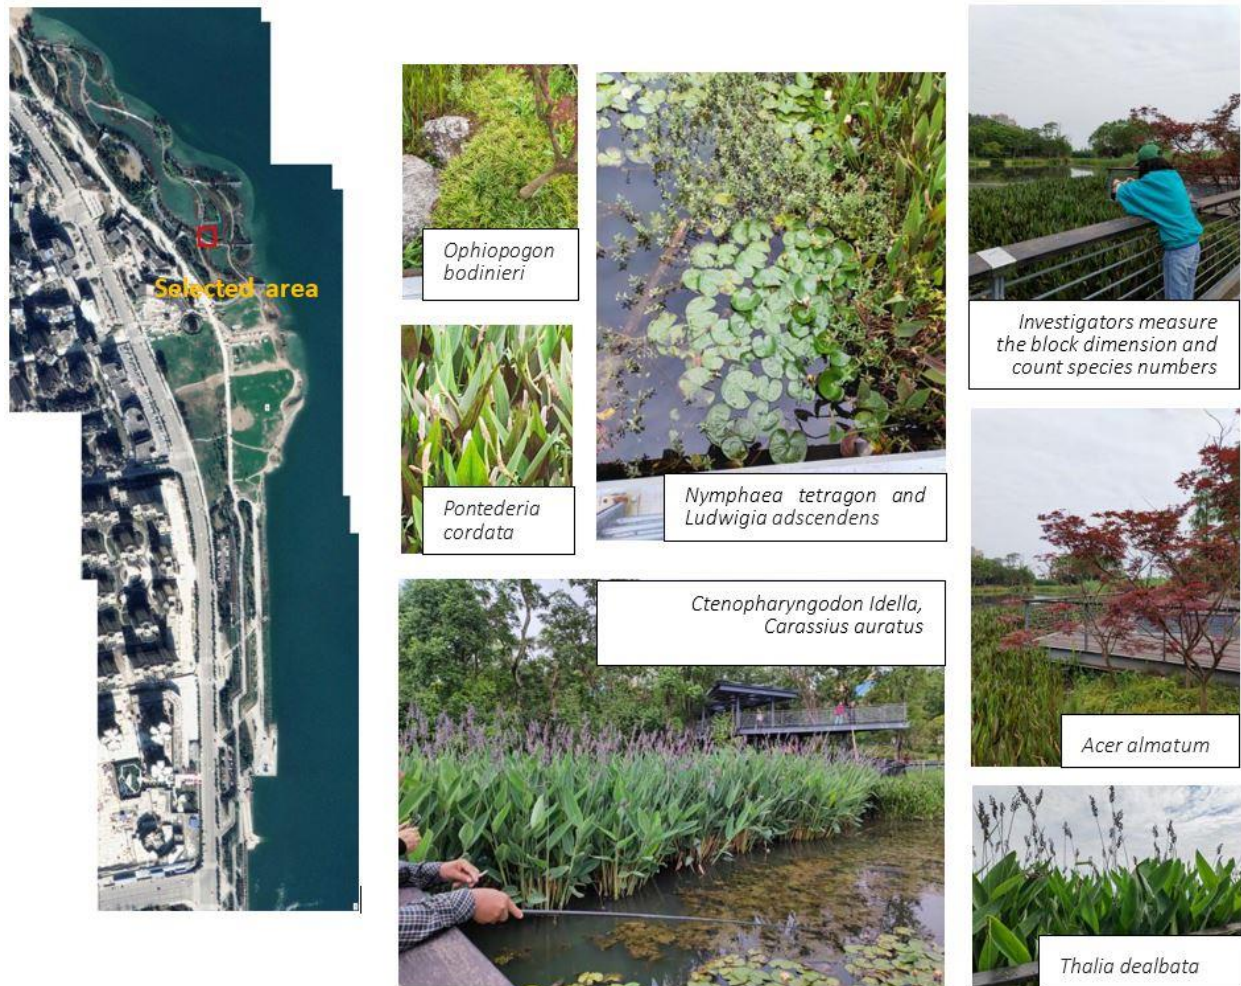 Selected area
Ophiopogon
bodinieri
Pontederia
cordata
Nymphaea tetragon and
Ludwigia adscendens
Ctenopharyngodon Idella,
Carassius auratus
Investigators measure
the block dimension and
count species numbers
Acer almatum
Thalia dealbata